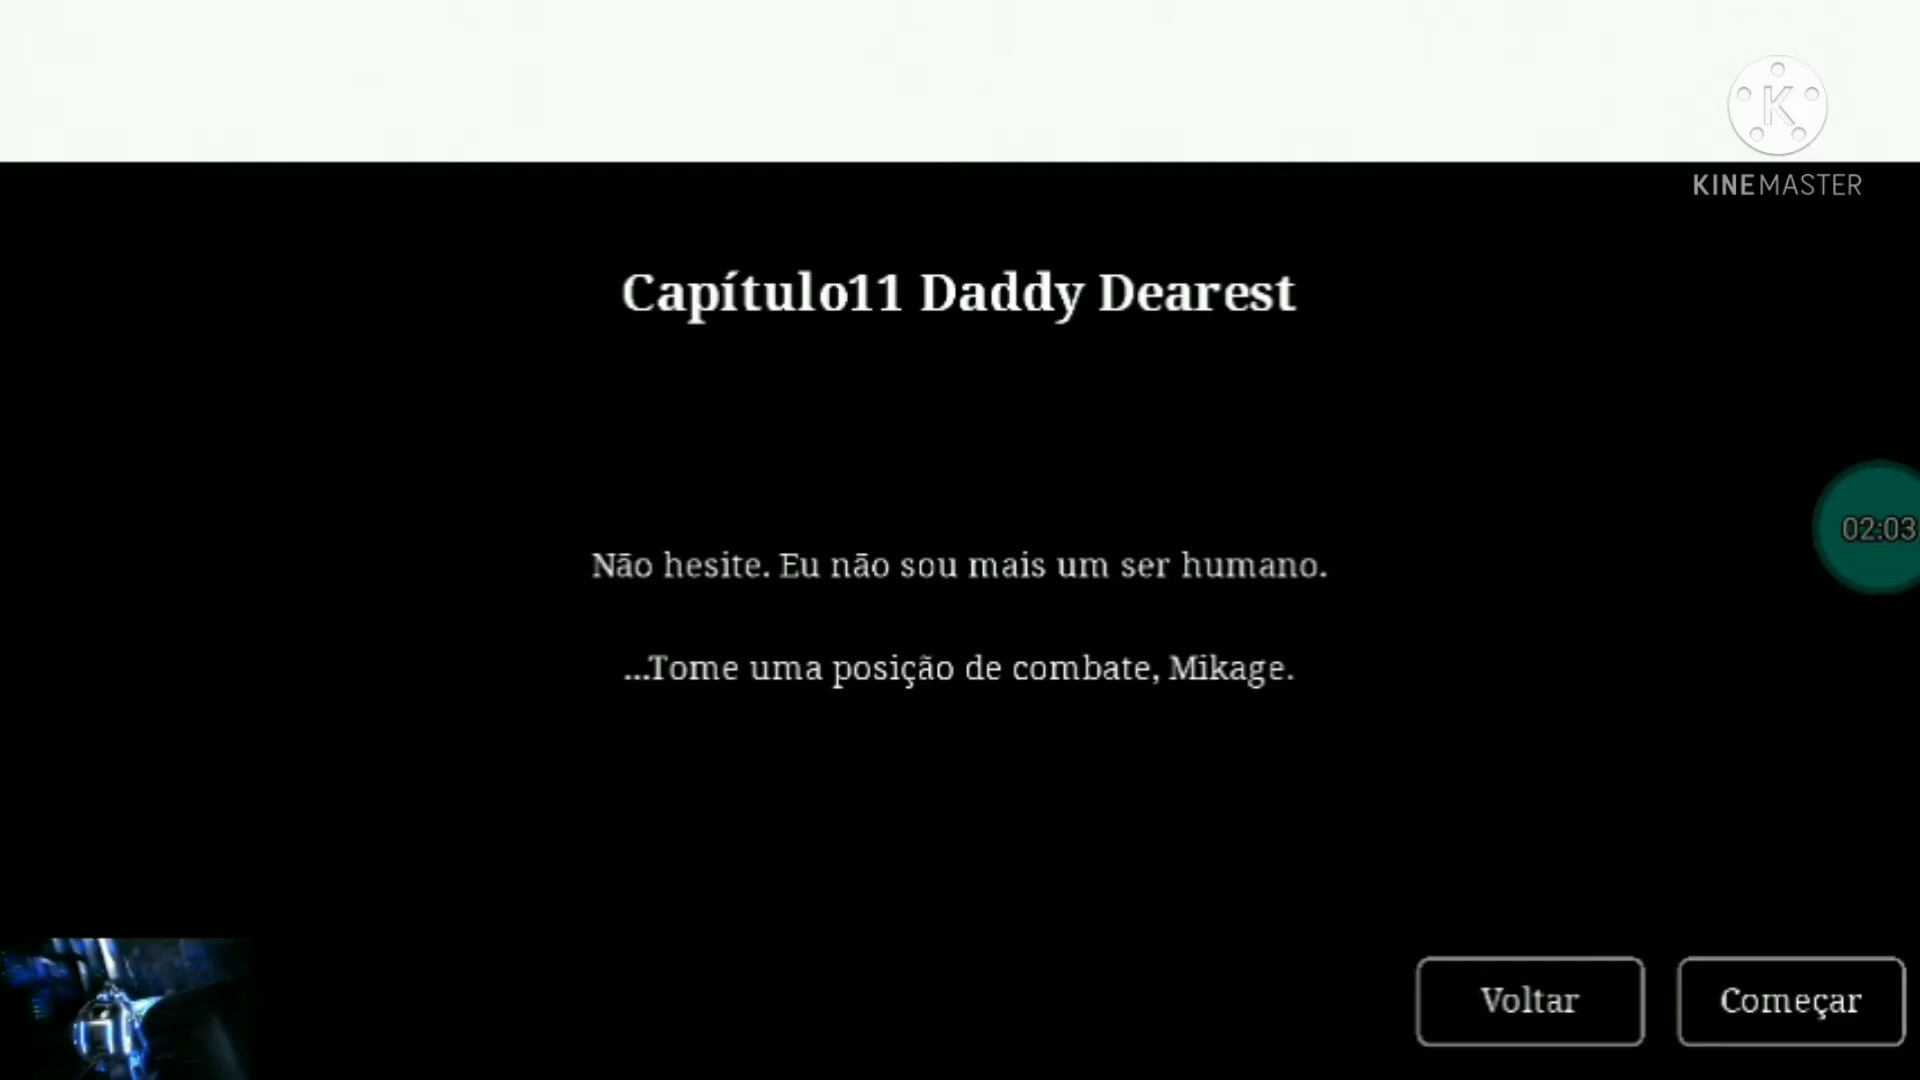 K
KINEMASTER
Capítulo11 Daddy Dearest
02:03
Não hesite. Eu não sou mais um ser humano.
...Tome uma posição de combate, Mikage.
Voltar
Começar